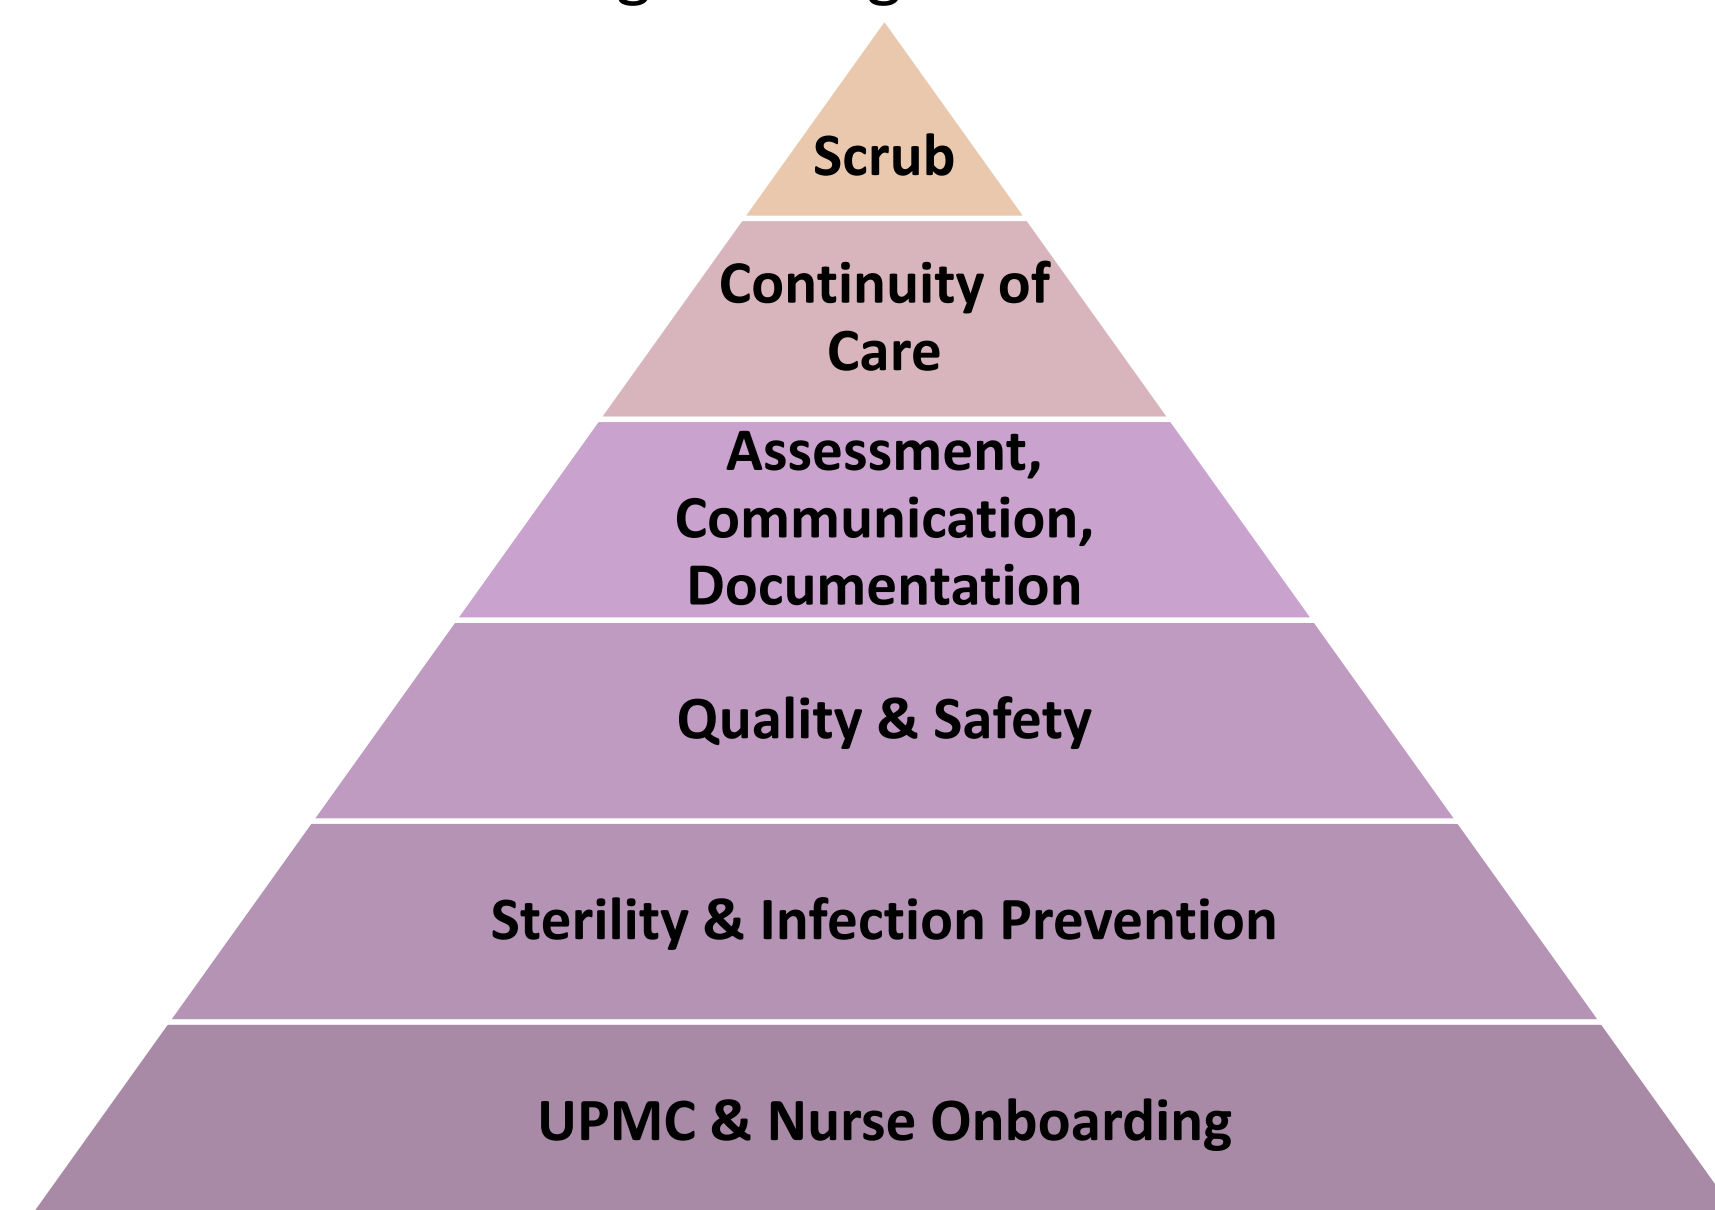 Scrub
Continuity of
Care
Assessment,
Communication,
Documentation
Quality & Safety
Sterility & Infection Prevention
UPMC & Nurse Onboarding